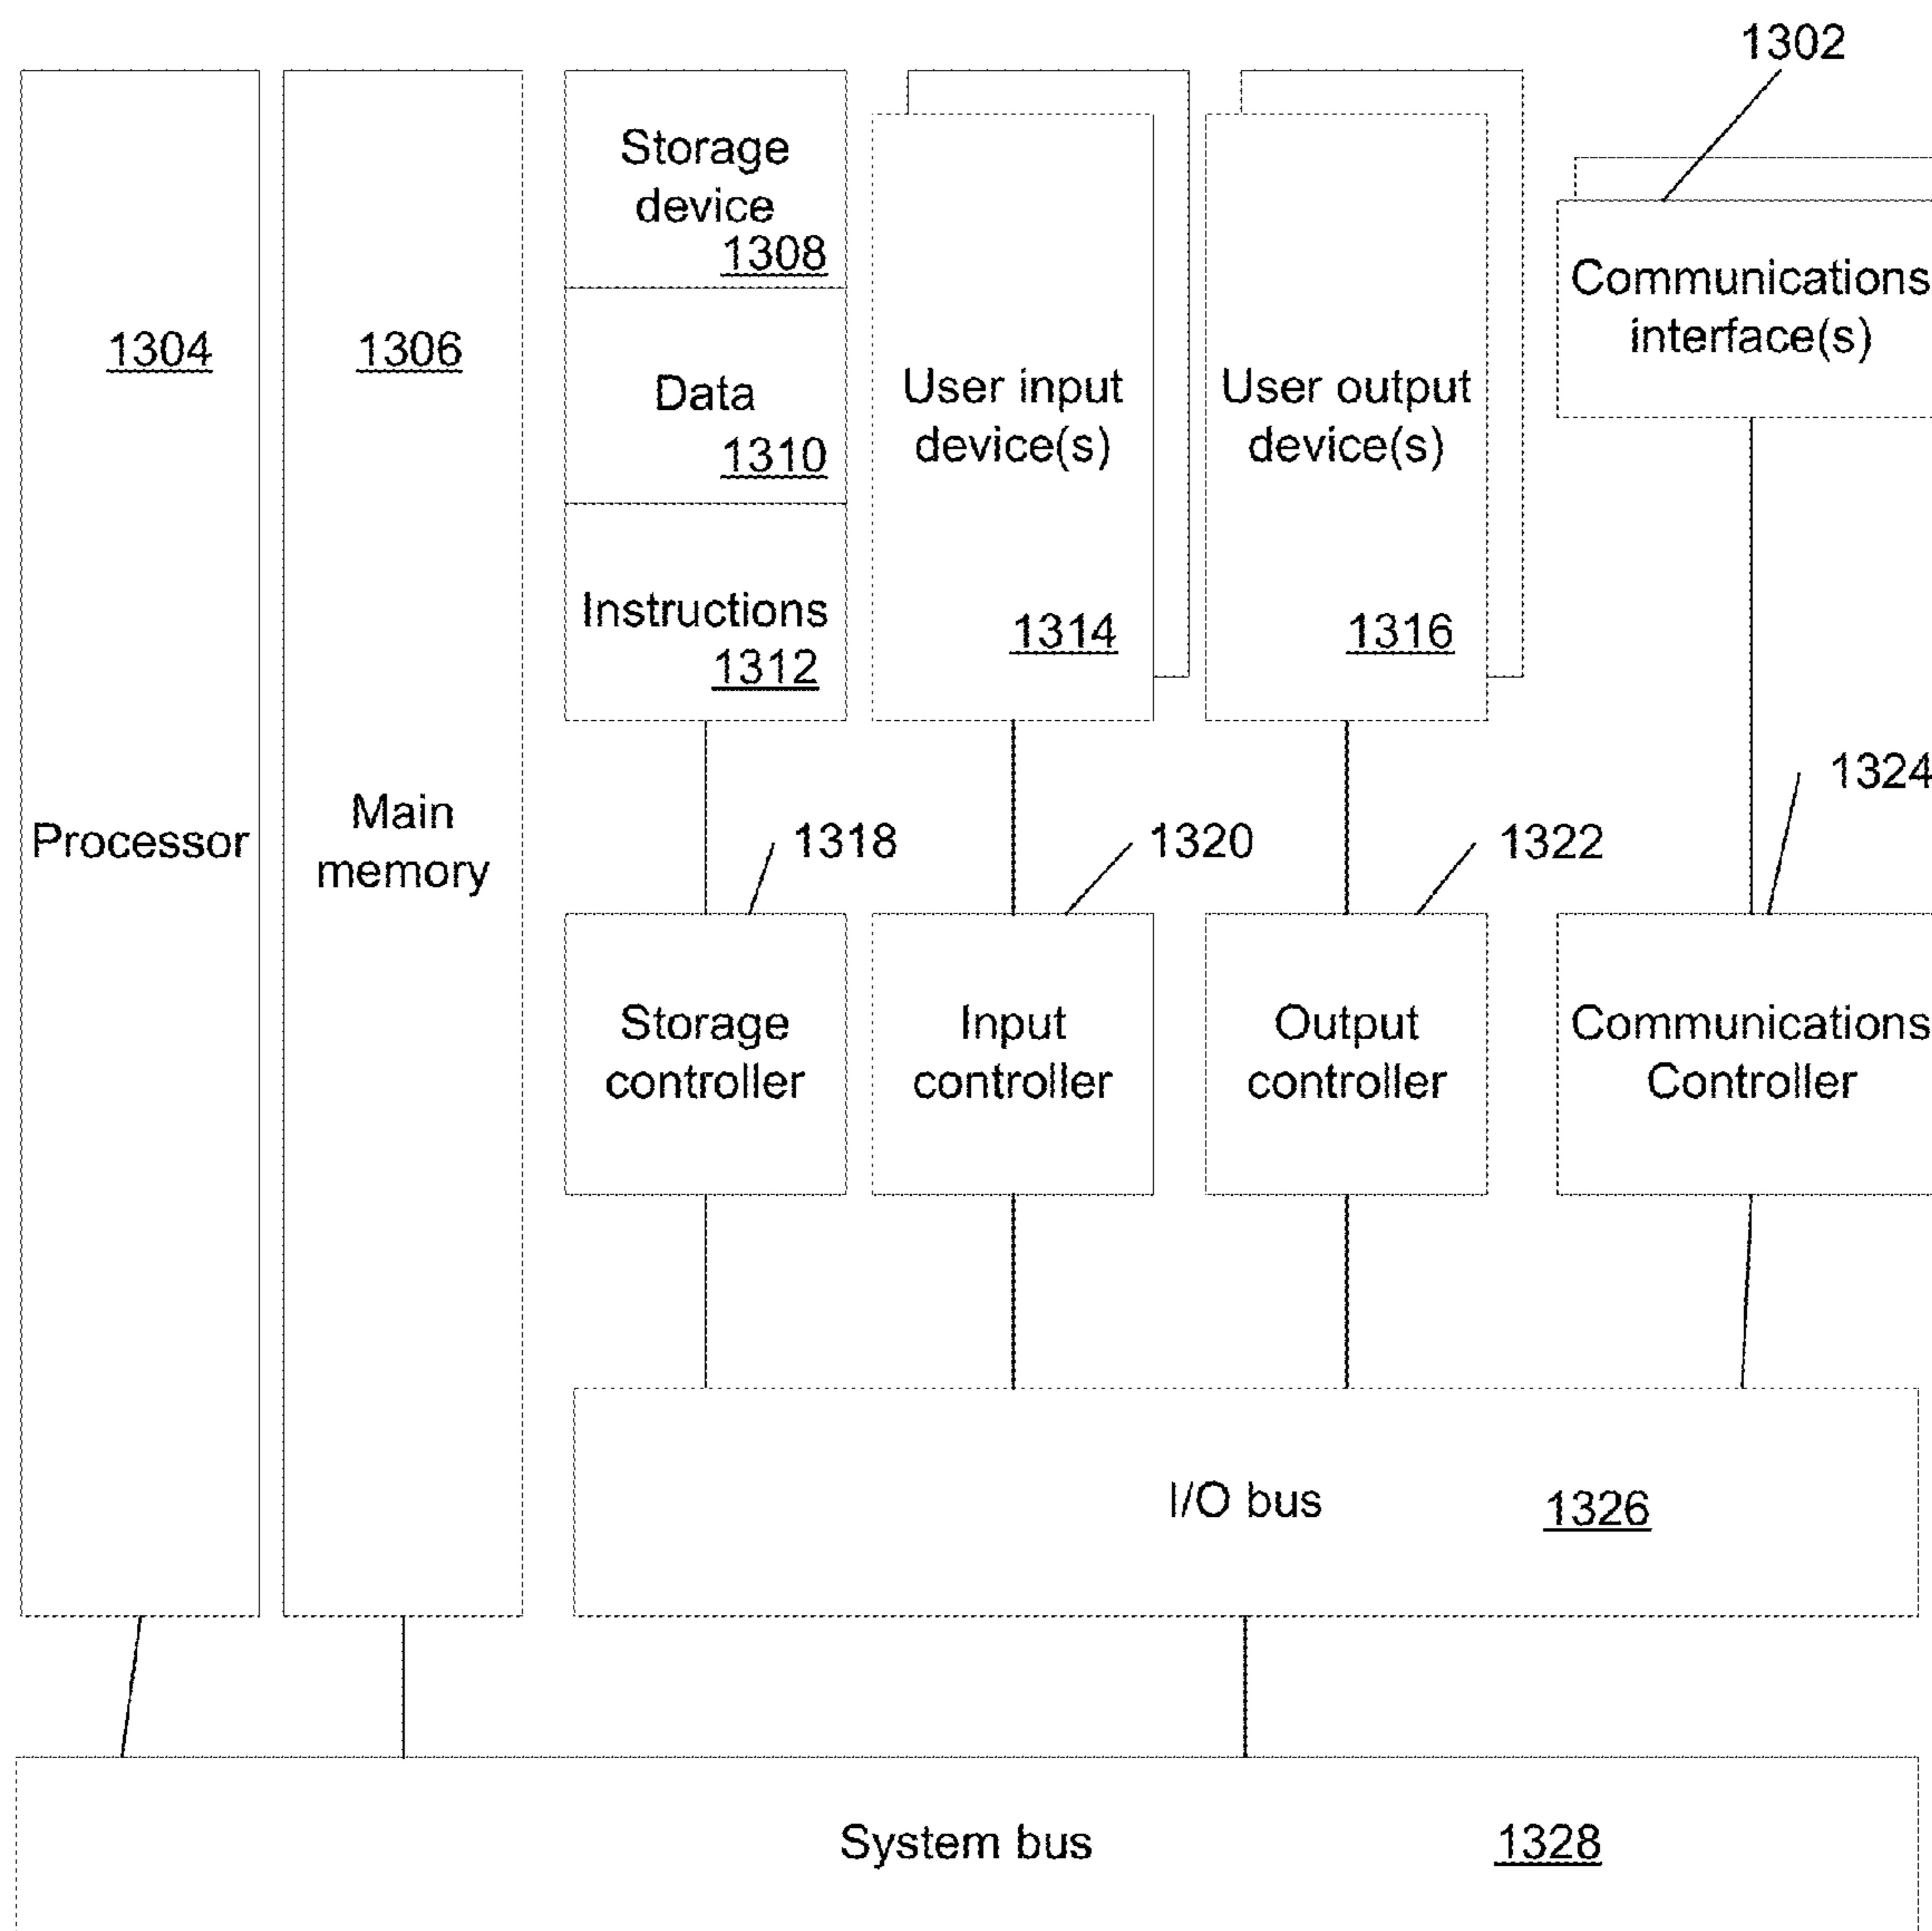 1302
Storage
device
1308
Communications
interface(s)
1304
1306
Data
1310
User input
device(s)
User output
device(s)
Instructions
1312
1314
1316
1324
Processor
Main
memory
1318
1320
1322
Storage
controller
Input
controller
Output
controller
Communications
Controller
I/O bus
1326
System bus
1328